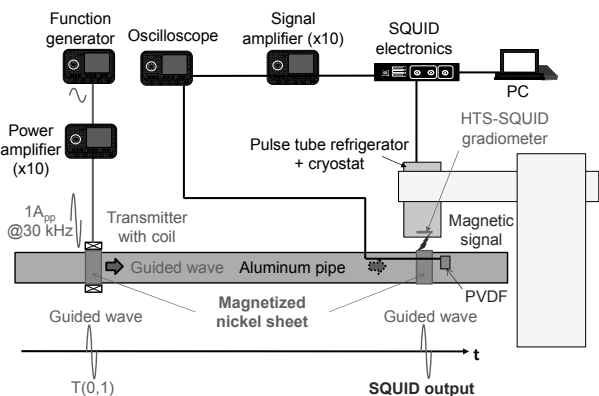 Function
generator
Oscilloscope
Signal
amplifier (x10)
SQUID
electronics
PC
HTS-SQUID
gradiometer
Power
amplifier
(x10)
Pulse tube refrigerator
+ cryostat
1App
@30 kHz
Transmitter
with coil
Magnetic
signal
Guided wave
Aluminum pipe
PVDF
Magnetized
nickel sheet
Guided wave
Guided wave
t
T(0,1)
SQUID output